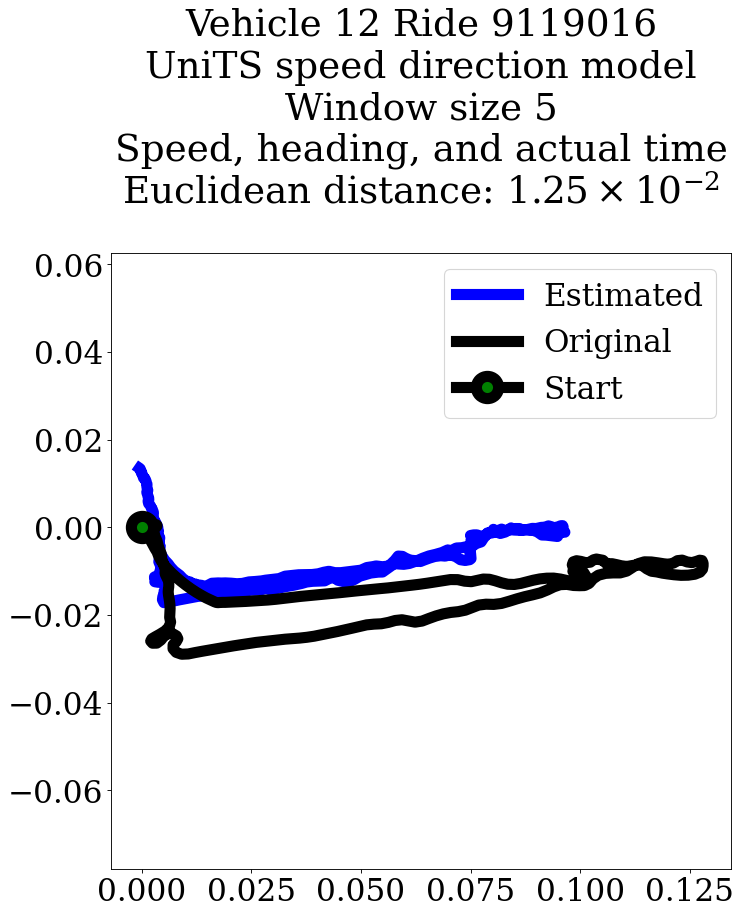 Vehicle 12 Ride 9119016
UniTS speed direction model
Window size 5
Speed, heading, and actual time
Euclidean distance: 1.25 × 10⁻²
Estimated
Original
Start
0.06
0.04
0.02
0.00
−0.02
−0.04
−0.06
0.000 0.025 0.050 0.075 0.100 0.125